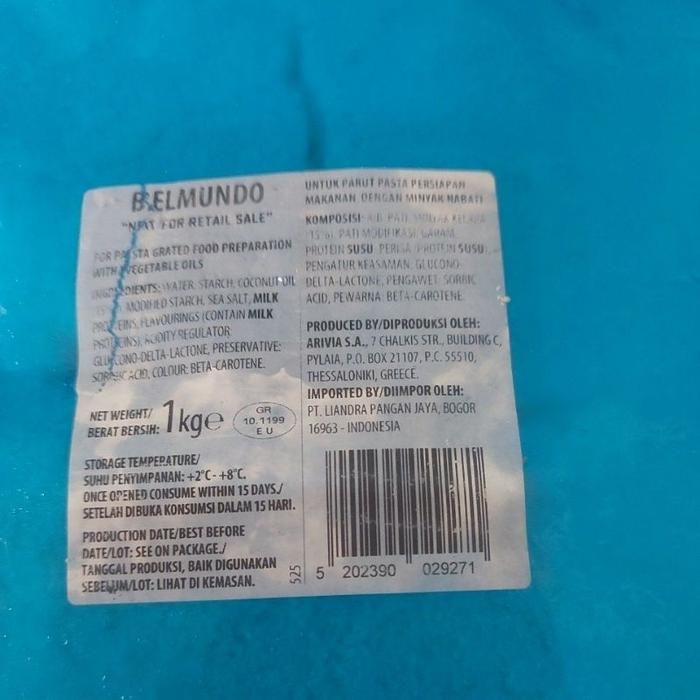 BELMUNDO
"NOT FOR RETAIL SALE"
FOR PASTA GRATED FOOD PREPARATION
WITH VEGETABLE OILS
INGREDIENTS: WATER, STARCH, COCONUT OIL
MODIFIED STARCH, SEA SALT, MILK
PROTEINS, FLAVOURINGS (CONTAIN MILK
PROTEINS), ACIDITY REGULATOR:
GLUCONO-DELTA-LACTONE, PRESERVATIVE:
SORBIC ACID, COLOUR: BETA-CAROTENE.
NET WEIGHT/
BERAT BERSIH: 1kg e
GR
10.1199
EU
STORAGE TEMPERATURE/
SUHU PENYIMPANAN: +2°C - +8°C.
ONCE OPENED CONSUME WITHIN 15 DAYS./
SETELAH DIBUKA KONSUMSI DALAM 15 HARI.
PRODUCTION DATE/BEST BEFORE
DATE/LOT: SEE ON PACKAGE./
TANGGAL PRODUKSI, BAIK DIGUNAKAN
SEBELUM/LOT: LIHAT DI KEMASAN.
525
UNTUK PARUT PASTA PERSIAPAN
MAKANAN DENGAN MINYAK NABATI
KOMPOSISI: AIR, PATI, MINYAK KELAPA
PATI MODIFIKASI, GARAM,
PROTEIN SUSU, PERISA (PROTEIN SUSU),
PENGATUR KEASAMAN, GLUCONO-
DELTA-LACTONE, PENGAWET: SORBIC
ACID, PEWARNA: BETA-CAROTENE.
PRODUCED BY/DIPRODUKSI OLEH:
ARIVIA S.A., 7 CHALKIS STR., BUILDING C,
PYLAIA, P.O. BOX 21107, P.C. 55510,
THESSALONIKI, GREECE.
IMPORTED BY/DIIMPOR OLEH:
PT. LIANDRA PANGAN JAYA, BOGOR
16963 - INDONESIA
5 202390 029271